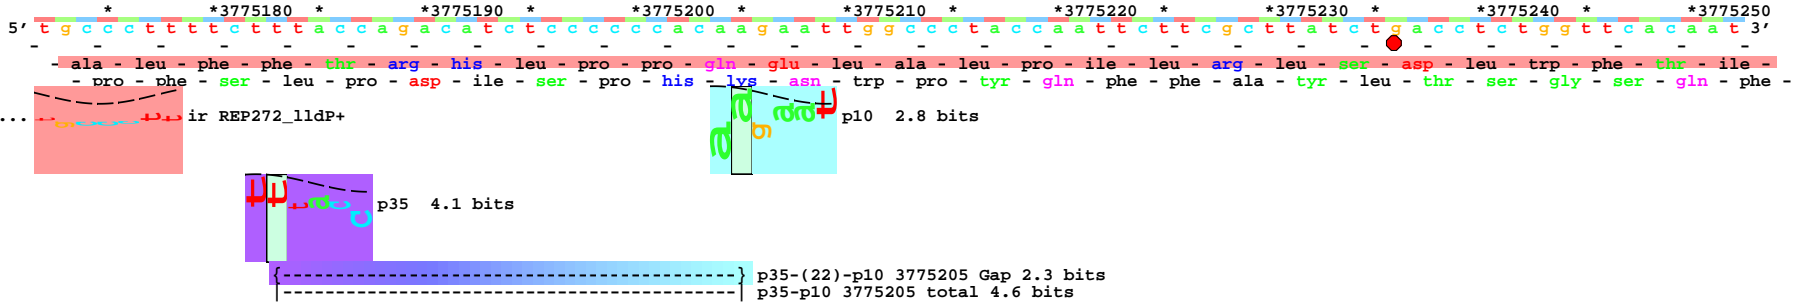 * *3775180 * *3775190 * *3775200 * *3775210 * *3775220 * *3775230 * *3775240 * *3775250
5' t g c c c t t t t c t t t a c c a g a c a t c t c c c c c c a c a a g a a t t g g c c c t a c c a a t t c t t c g c t t a t c t g a c c t c t g g t t c a c a a t 3'
- - - - - - - - - - - - - - - - - - - - - - - - - - - -
- ala - leu - phe - phe - thr - arg - his - leu - pro - pro - gln - glu - leu - ala - leu - pro - ile - leu - arg - leu - ser - asp - leu - trp - phe - thr - ile -
- pro - phe - ser - leu - pro - asp - ile - ser - pro - his - lys - asn - trp - pro - tyr - gln - phe - phe - ala - tyr - leu - thr - ser - gly - ser - gln - phe -
... ir REP272_lldP+
a a g a a t p10 2.8 bits
t t t a c c p35 4.1 bits
{-------------------------------------------} p35-(22)-p10 3775205 Gap 2.3 bits
|-------------------------------------------| p35-p10 3775205 total 4.6 bits